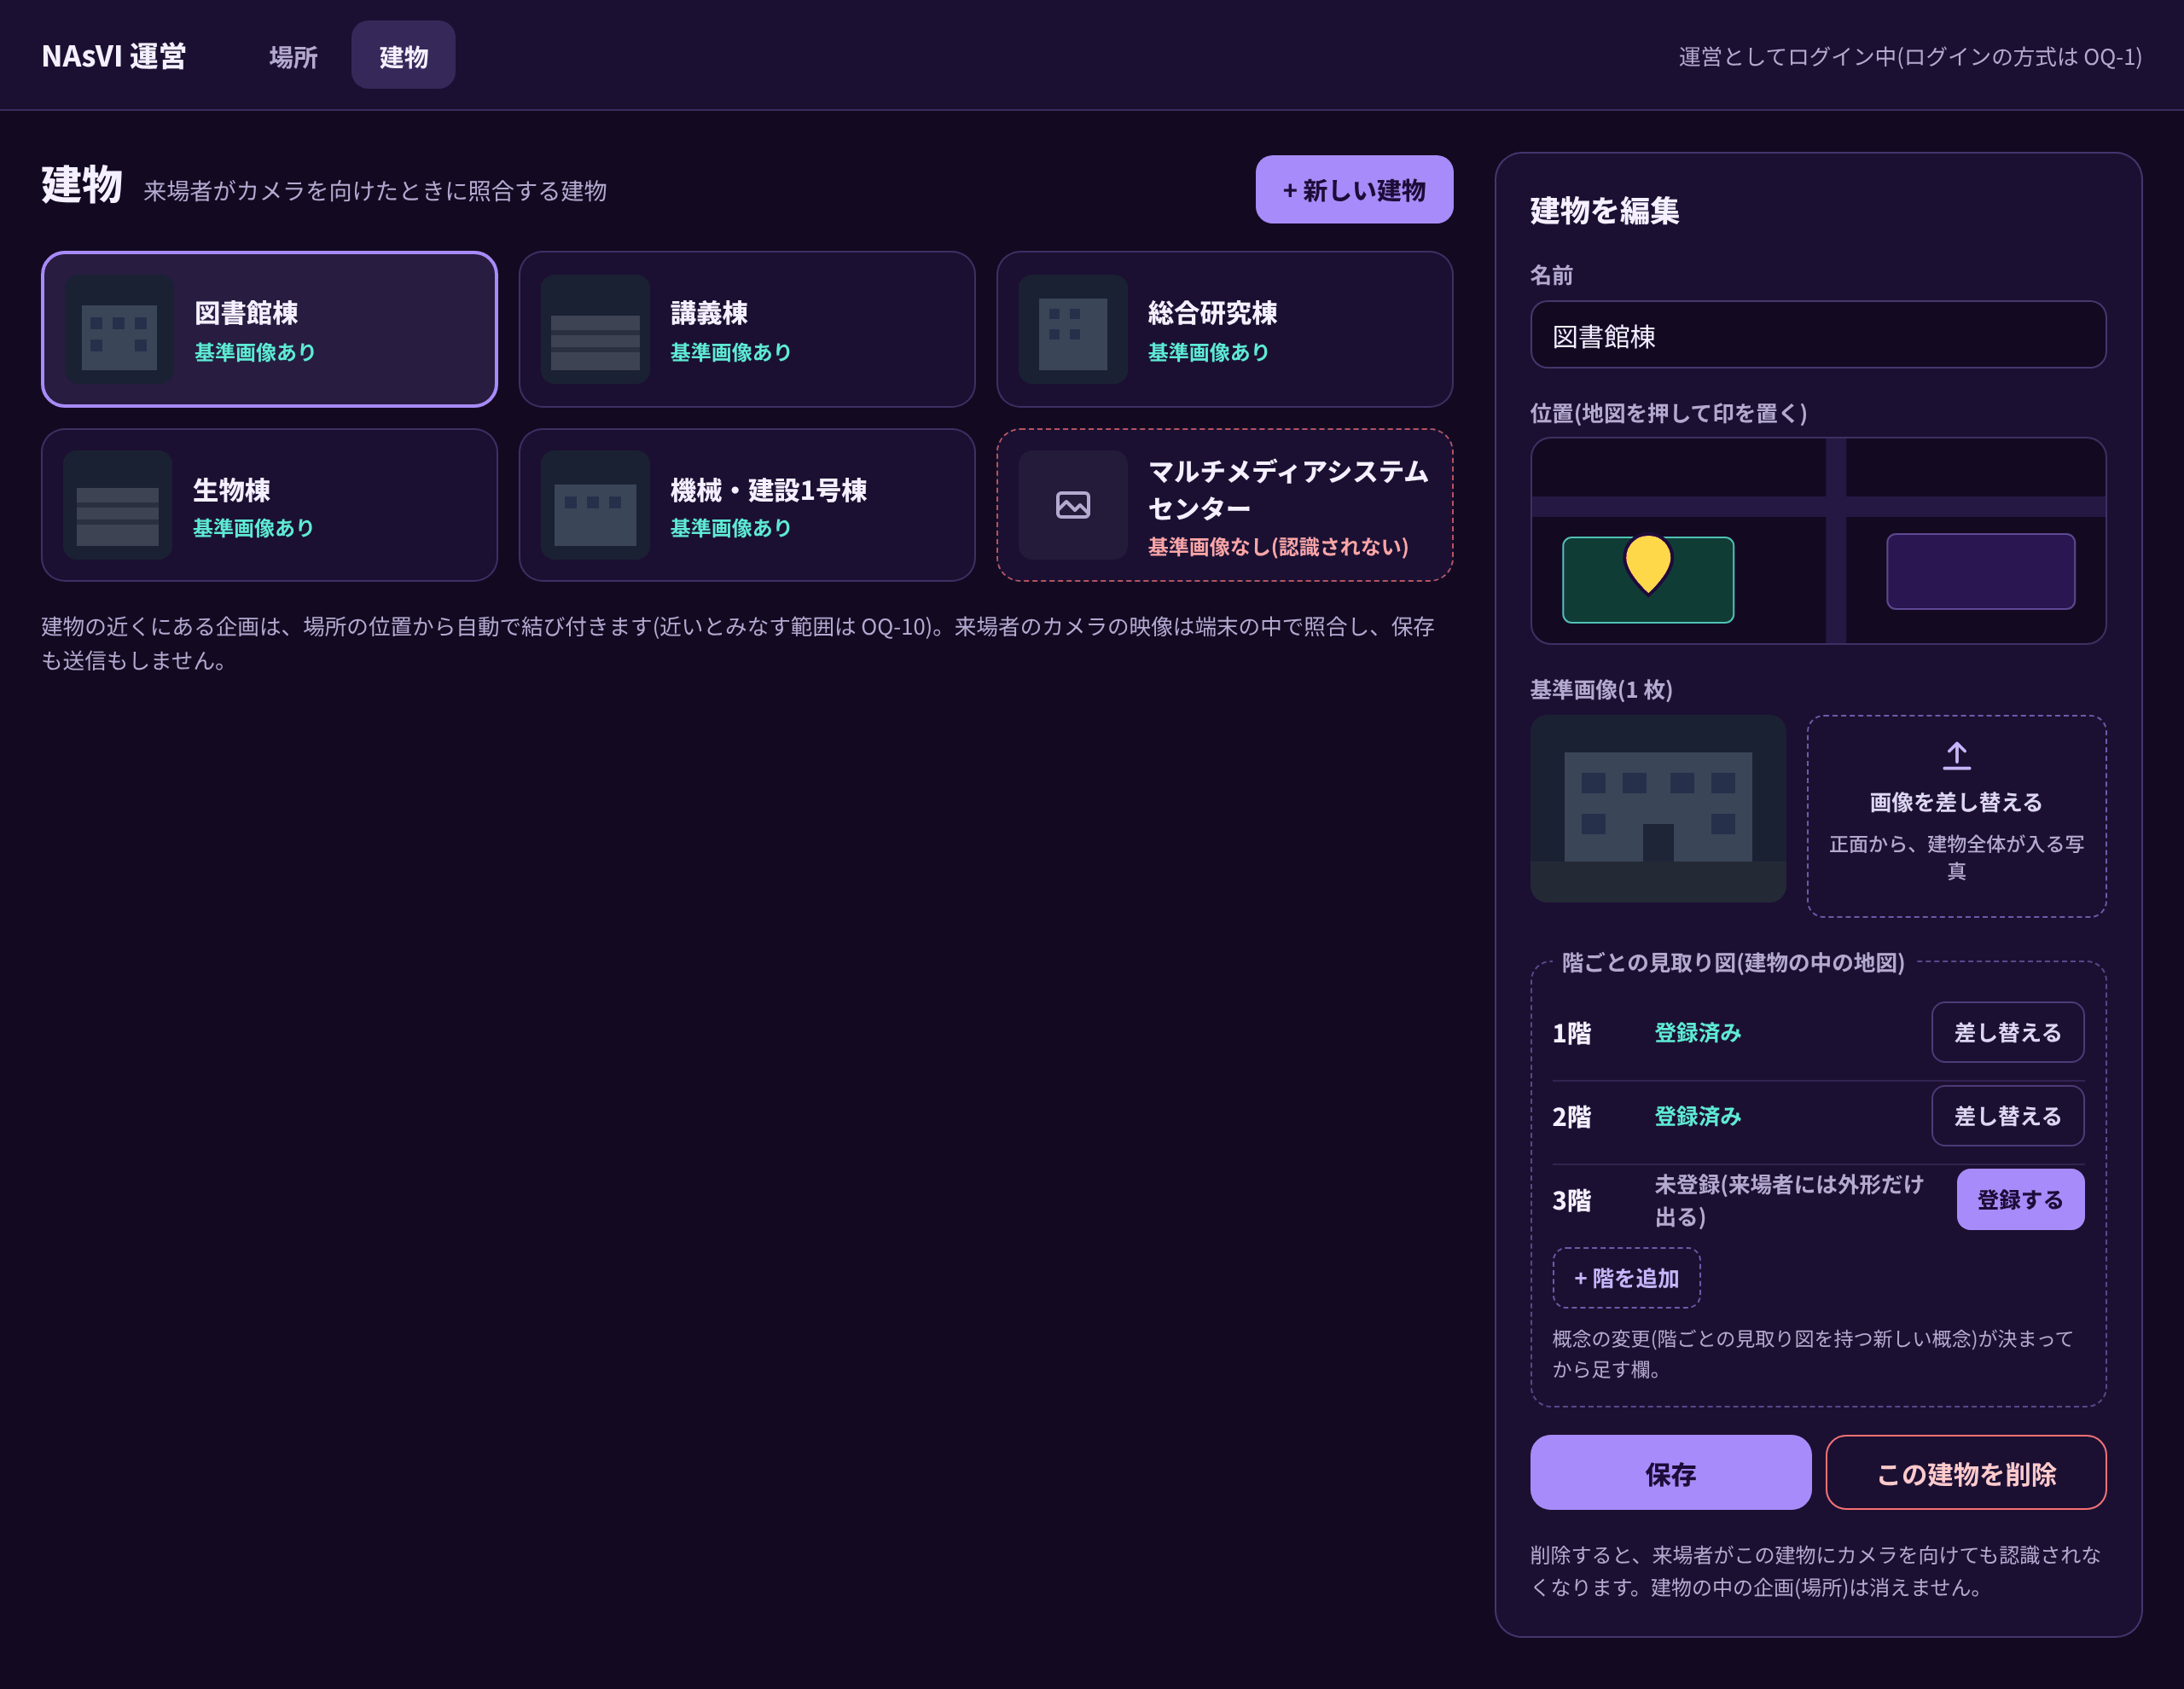 NAsVI 運営
場所
建物
運営としてログイン中(ログインの方式は OQ-1)
建物
来場者がカメラを向けたときに照合する建物
+ 新しい建物
図書館棟
基準画像あり
講義棟
基準画像あり
総合研究棟
基準画像あり
生物棟
基準画像あり
機械・建設1号棟
基準画像あり
マルチメディアシステム
センター
基準画像なし(認識されない)
建物の近くにある企画は、場所の位置から自動で結び付きます(近いとみなす範囲は OQ-10)。来場者のカメラの映像は端末の中で照合し、保存
も送信もしません。
建物を編集
名前
図書館棟
位置(地図を押して印を置く)
基準画像(1 枚)
画像を差し替える
正面から、建物全体が入る写
真
階ごとの見取り図(建物の中の地図)
1階
登録済み
差し替える
2階
登録済み
差し替える
3階
未登録(来場者には外形だけ
出る)
登録する
+ 階を追加
概念の変更(階ごとの見取り図を持つ新しい概念)が決まって
から足す欄。
保存
この建物を削除
削除すると、来場者がこの建物にカメラを向けても認識されな
くなります。建物の中の企画(場所)は消えません。